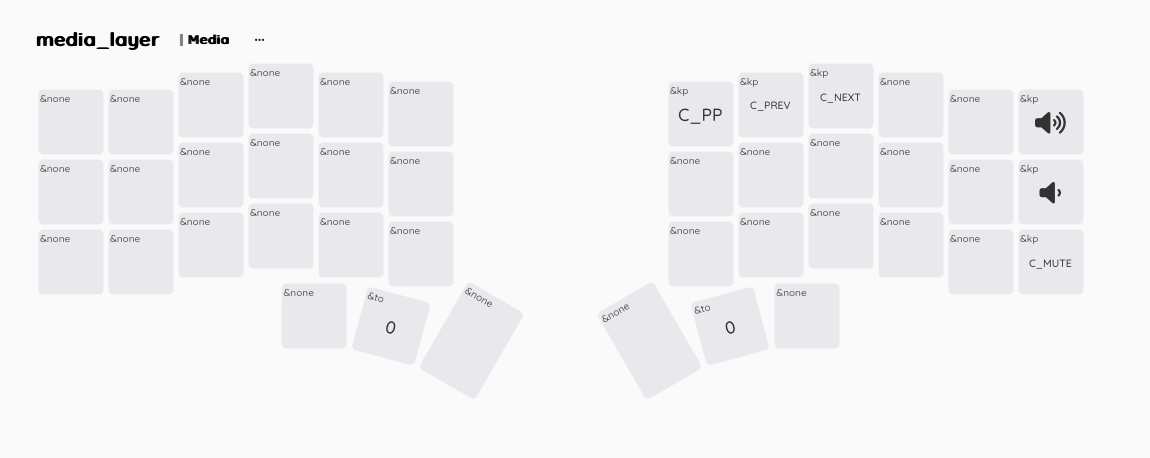 media_layer | Media ...
&none &none &none &none &none &none &kp C_PP &kp C_PREV &kp C_NEXT &none &none &kp
&none &none &none &none &none &none &none &none &none &none &none &kp
&none &none &none &none &none &none &none &none &none &none &none &kp C_MUTE
&none &to 0 &none &none &to 0 &none